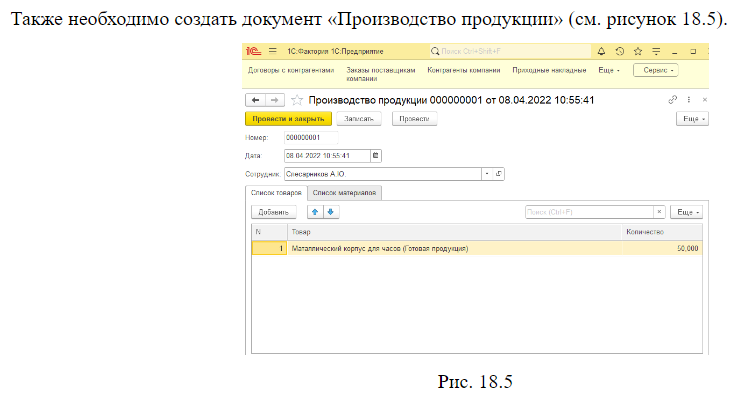 Также необходимо создать документ «Производство продукции» (см. рисунок 18.5).
1С:Фактория 1С:Предприятие
Поиск Ctrl+Shift+F
Договоры с контрагентами
Заказы поставщикам компании
Контрагенты компании
Приходные накладные
Еще
Сервис
Производство продукции 000000001 от 08.04.2022 10:55:41
Провести и закрыть
Записать
Провести
Еще
Номер: 000000001
Дата: 08.04.2022 10:55:41
Сотрудник: Слесарников А.Ю.
Список товаров
Список материалов
Добавить
Поиск (Ctrl+F)
Еще
N Товар Количество
1 Маталлический корпус для часов (Готовая продукция) 50,000
Рис. 18.5